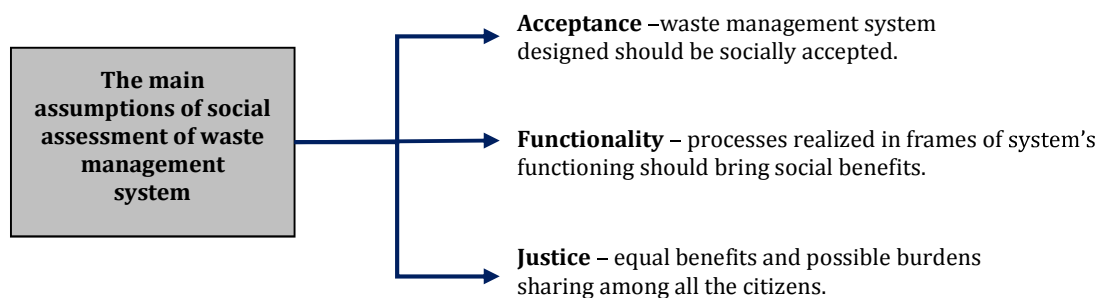 The main
assumptions of social
assessment of waste
management
system
Acceptance –waste management system
designed should be socially accepted.
Functionality – processes realized in frames of system’s
functioning should bring social benefits.
Justice – equal benefits and possible burdens
sharing among all the citizens.